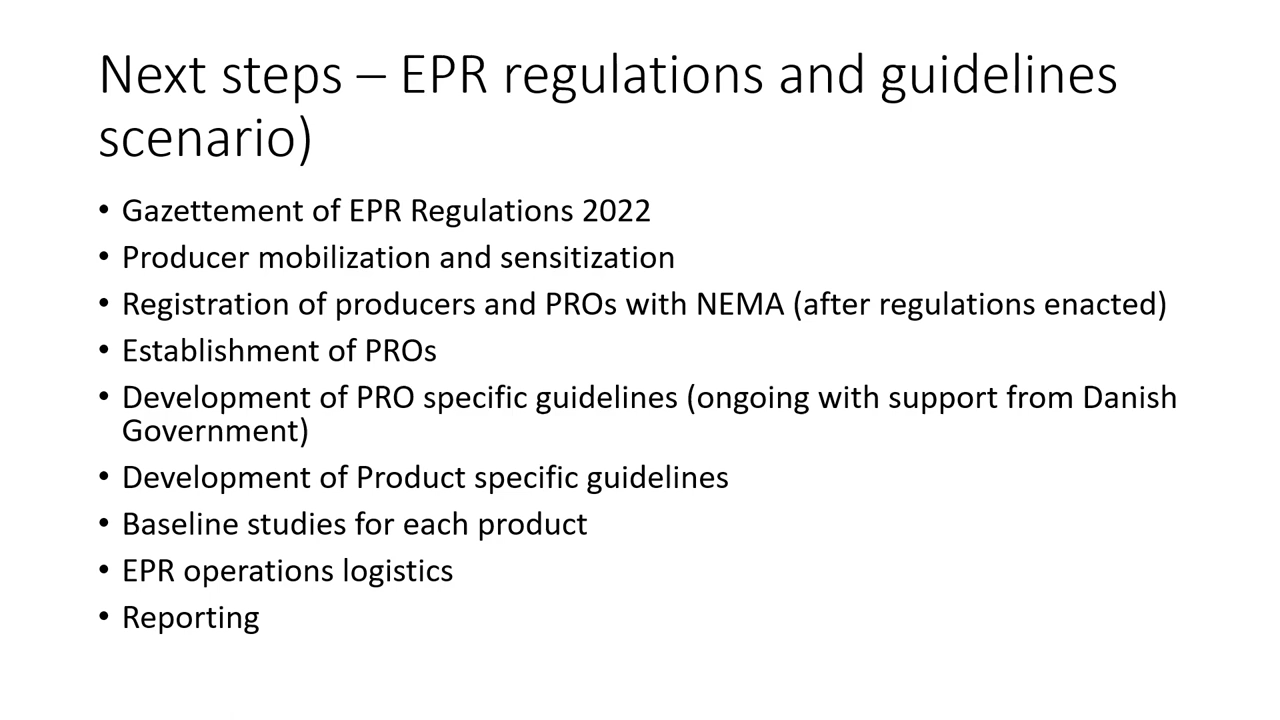 Next steps – EPR regulations and guidelines
scenario)
• Gazettement of EPR Regulations 2022
• Producer mobilization and sensitization
• Registration of producers and PROs with NEMA (after regulations enacted)
• Establishment of PROs
• Development of PRO specific guidelines (ongoing with support from Danish
Government)
• Development of Product specific guidelines
• Baseline studies for each product
• EPR operations logistics
• Reporting